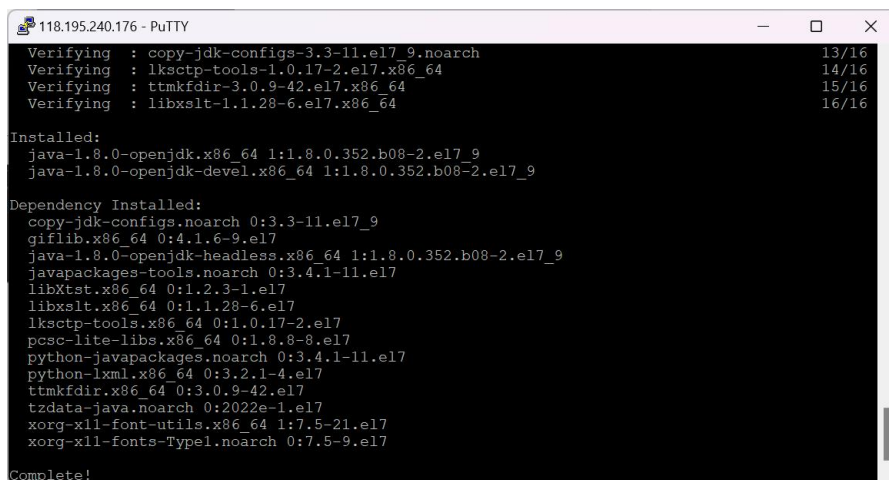 118.195.240.176 - PuTTY
Verifying : copy-jdk-configs-3.3-11.el7_9.noarch 13/16
Verifying : lksctp-tools-1.0.17-2.el7.x86_64 14/16
Verifying : ttmkfdir-3.0.9-42.el7.x86_64 15/16
Verifying : libxslt-1.1.28-6.el7.x86_64 16/16
Installed:
java-1.8.0-openjdk.x86_64 1:1.8.0.352.b08-2.el7_9
java-1.8.0-openjdk-devel.x86_64 1:1.8.0.352.b08-2.el7_9
Dependency Installed:
copy-jdk-configs.noarch 0:3.3-11.el7_9
giflib.x86_64 0:4.1.6-9.el7
java-1.8.0-openjdk-headless.x86_64 1:1.8.0.352.b08-2.el7_9
javapackages-tools.noarch 0:3.4.1-11.el7
libXtst.x86_64 0:1.2.3-1.el7
libxslt.x86_64 0:1.1.28-6.el7
lksctp-tools.x86_64 0:1.0.17-2.el7
pcsc-lite-libs.x86_64 0:1.8.8-8.el7
python-javapackages.noarch 0:3.4.1-11.el7
python-lxml.x86_64 0:3.2.1-4.el7
ttmkfdir.x86_64 0:3.0.9-42.el7
tzdata-java.noarch 0:2022e-1.el7
xorg-x11-font-utils.x86_64 1:7.5-21.el7
xorg-x11-fonts-Type1.noarch 0:7.5-9.el7
Complete!